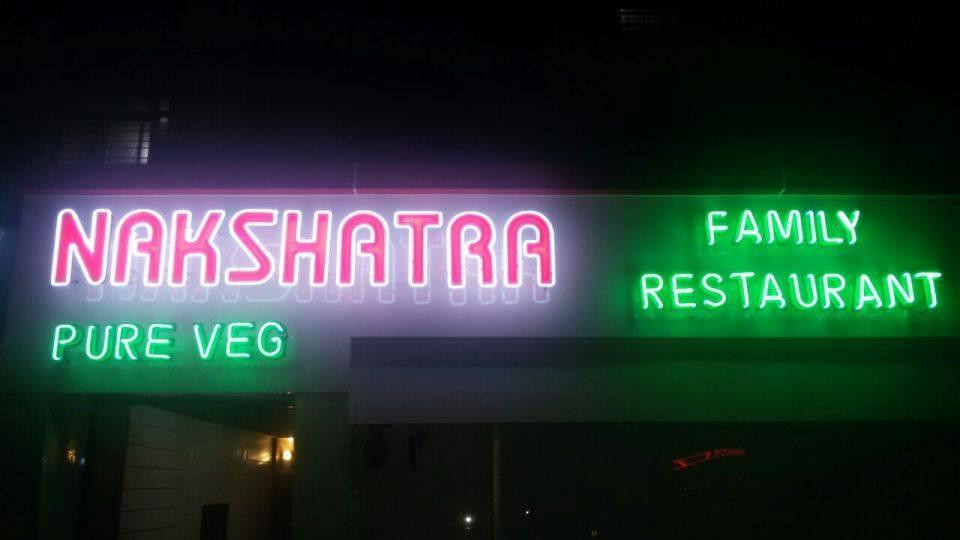 NAKSHATRA
PURE VEG
FAMILY
RESTAURANT